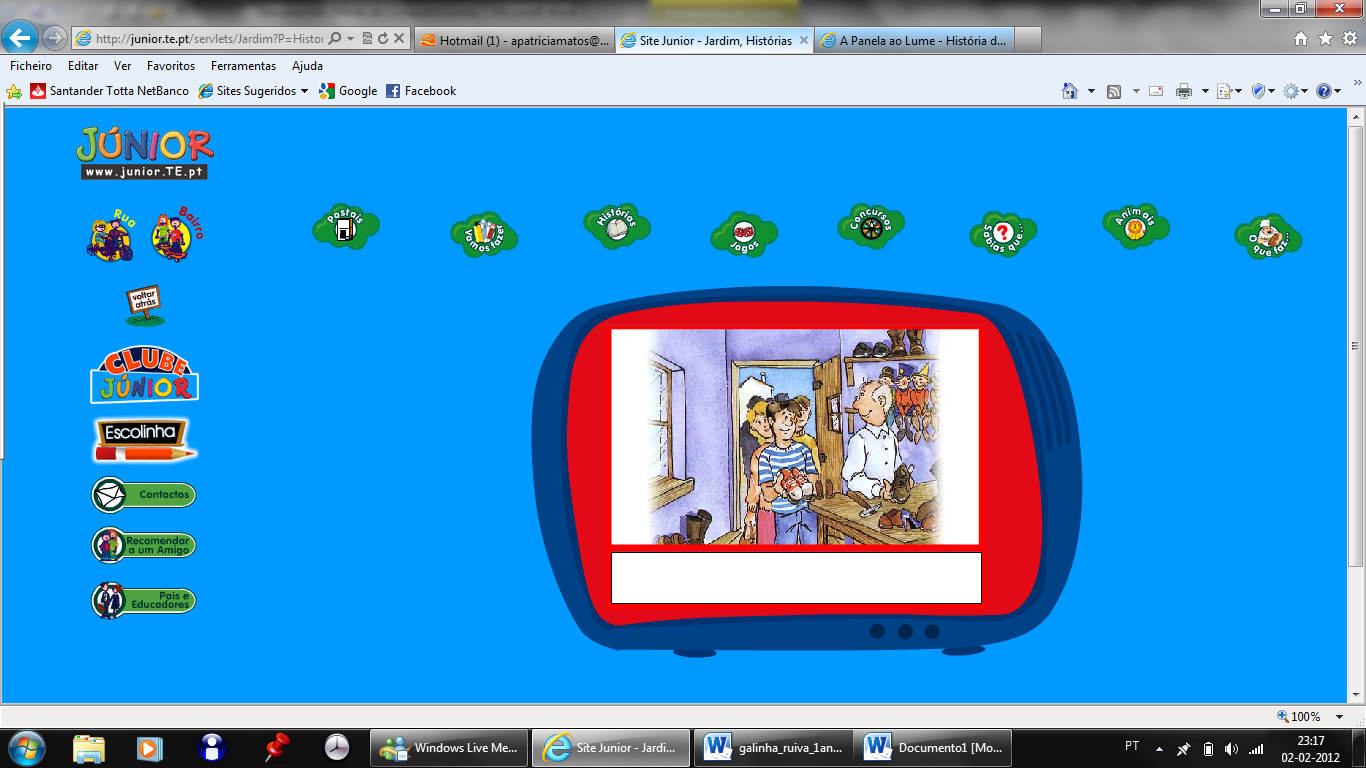 http://junior.te.pt/servlets/Jardim?P=Histo
Hotmail (1) - apatriciamatos@...
Site Junior - Jardim, Histórias
A Panela ao Lume - História d...
Ficheiro Editar Ver Favoritos Ferramentas Ajuda
Santander Totta NetBanco Sites Sugeridos Google Facebook
JÚNIOR
www.junior.TE.pt
Rua Bairro
Postais
Vamos fazer
Histórias
Jogos
Concursos
Sabias que...
Animais
O que faz...
voltar
atrás
CLUBE
JÚNIOR
Escolinha
Contactos
Recomendar
a um Amigo
Pais e
Educadores
100%
Windows Live Me...
Site Junior - Jardi...
galinha_ruiva_1an...
Documento1 [Mo...
PT
23:17
02-02-2012